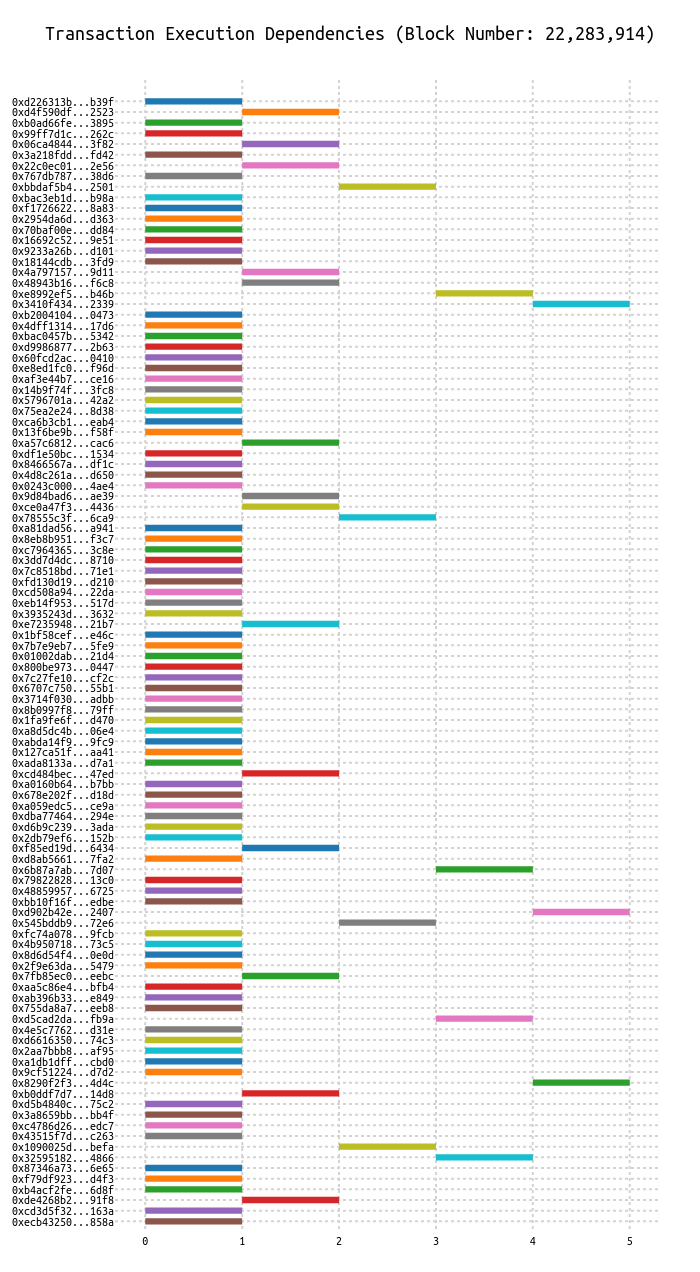 Transaction Execution Dependencies (Block Number: 22,283,914)
0xd226313b...b39f
0xd4f590df...2523
0xb0ad66fe...3895
0x99ff7d1c...262c
0x06ca4844...3f82
0x3a218fdd...fd42
0x22c0ec01...2e56
0x767db787...38d6
0xbbdaf5b4...2501
0xbac3eb1d...b98a
0xf1726622...8a83
0x2954da6d...d363
0x70baf00e...dd84
0x16692c52...9e51
0x9233a26b...d101
0x18144cdb...3fd9
0x4a797157...9d11
0x48943b16...f6c8
0xe8992ef5...b46b
0x3410f434...2339
0xb2004104...0473
0x4dff1314...17d6
0xbac0457b...5342
0xd9986877...2b63
0x60fcd2ac...0410
0xe8ed1fc0...f96d
0xaf3e44b7...ce16
0x14b9f74f...3fc8
0x5796701a...42a2
0x75ea2e24...8d38
0xca6b3cb1...eab4
0x13f6be9b...f58f
0xa57c6812...cac6
0xdf1e50bc...1534
0x8466567a...df1c
0x4d8c261a...d650
0x0243c000...4ae4
0x9d84bad6...ae39
0xce0a47f3...4436
0x78555c3f...6ca9
0xa81dad56...a941
0x8eb8b951...f3c7
0xc7964365...3c8e
0x3dd7d4dc...8710
0x7c8518bd...71e1
0xfd130d19...d210
0xcd508a94...22da
0xeb14f953...517d
0x3935243d...3632
0xe7235948...21b7
0x1bf58cef...e46c
0x7b7e9eb7...5fe9
0x01002dab...21d4
0x800be973...0447
0x7c27fe10...cf2c
0x6707c750...55b1
0x3714f030...adbb
0x8b0997f8...79ff
0x1fa9fe6f...d470
0xa8d5dc4b...06e4
0xabda14f9...9fc9
0x127ca51f...aa41
0xada8133a...d7a1
0xcd484bec...47ed
0xa0160b64...b7bb
0x678e202f...d18d
0xa059edc5...ce9a
0xdba77464...294e
0xd6b9c239...3ada
0x2db79ef6...152b
0xf85ed19d...6434
0xd8ab5661...7fa2
0x6b87a7ab...7d07
0x79822828...13c0
0x48859957...6725
0xbb10f16f...edbe
0xd902b42e...2407
0x545bddb9...72e6
0xfc74a078...9fcb
0x4b950718...73c5
0x8d6d54f4...0e0d
0x2f9e63da...5479
0x7fb85ec0...eebc
0xaa5c86e4...bfb4
0xab396b33...e849
0x755da8a7...eeb8
0xd5cad2da...fb9a
0x4e5c7762...d31e
0xd6616350...74c3
0x2aa7bbb8...af95
0xa1db1dff...cbd0
0x9cf51224...d7d2
0x8290f2f3...4d4c
0xb0ddf7d7...14d8
0xd5b4840c...75c2
0x3a8659bb...bb4f
0xc4786d26...edc7
0x43515f7d...c263
0x1090025d...befa
0x32595182...4866
0x87346a73...6e65
0xf79df923...d4f3
0xb4acf2fe...6d8f
0xde4268b2...91f8
0xcd3d5f32...163a
0xecb43250...858a
0 1 2 3 4 5